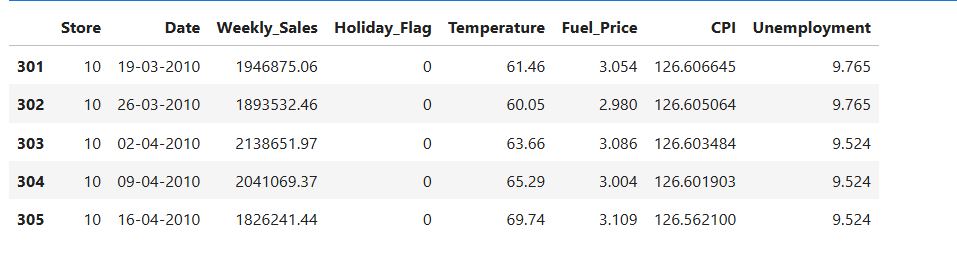 Store Date Weekly_Sales Holiday_Flag Temperature Fuel_Price CPI Unemployment
301 10 19-03-2010 1946875.06 0 61.46 3.054 126.606645 9.765
302 10 26-03-2010 1893532.46 0 60.05 2.980 126.605064 9.765
303 10 02-04-2010 2138651.97 0 63.66 3.086 126.603484 9.524
304 10 09-04-2010 2041069.37 0 65.29 3.004 126.601903 9.524
305 10 16-04-2010 1826241.44 0 69.74 3.109 126.562100 9.524